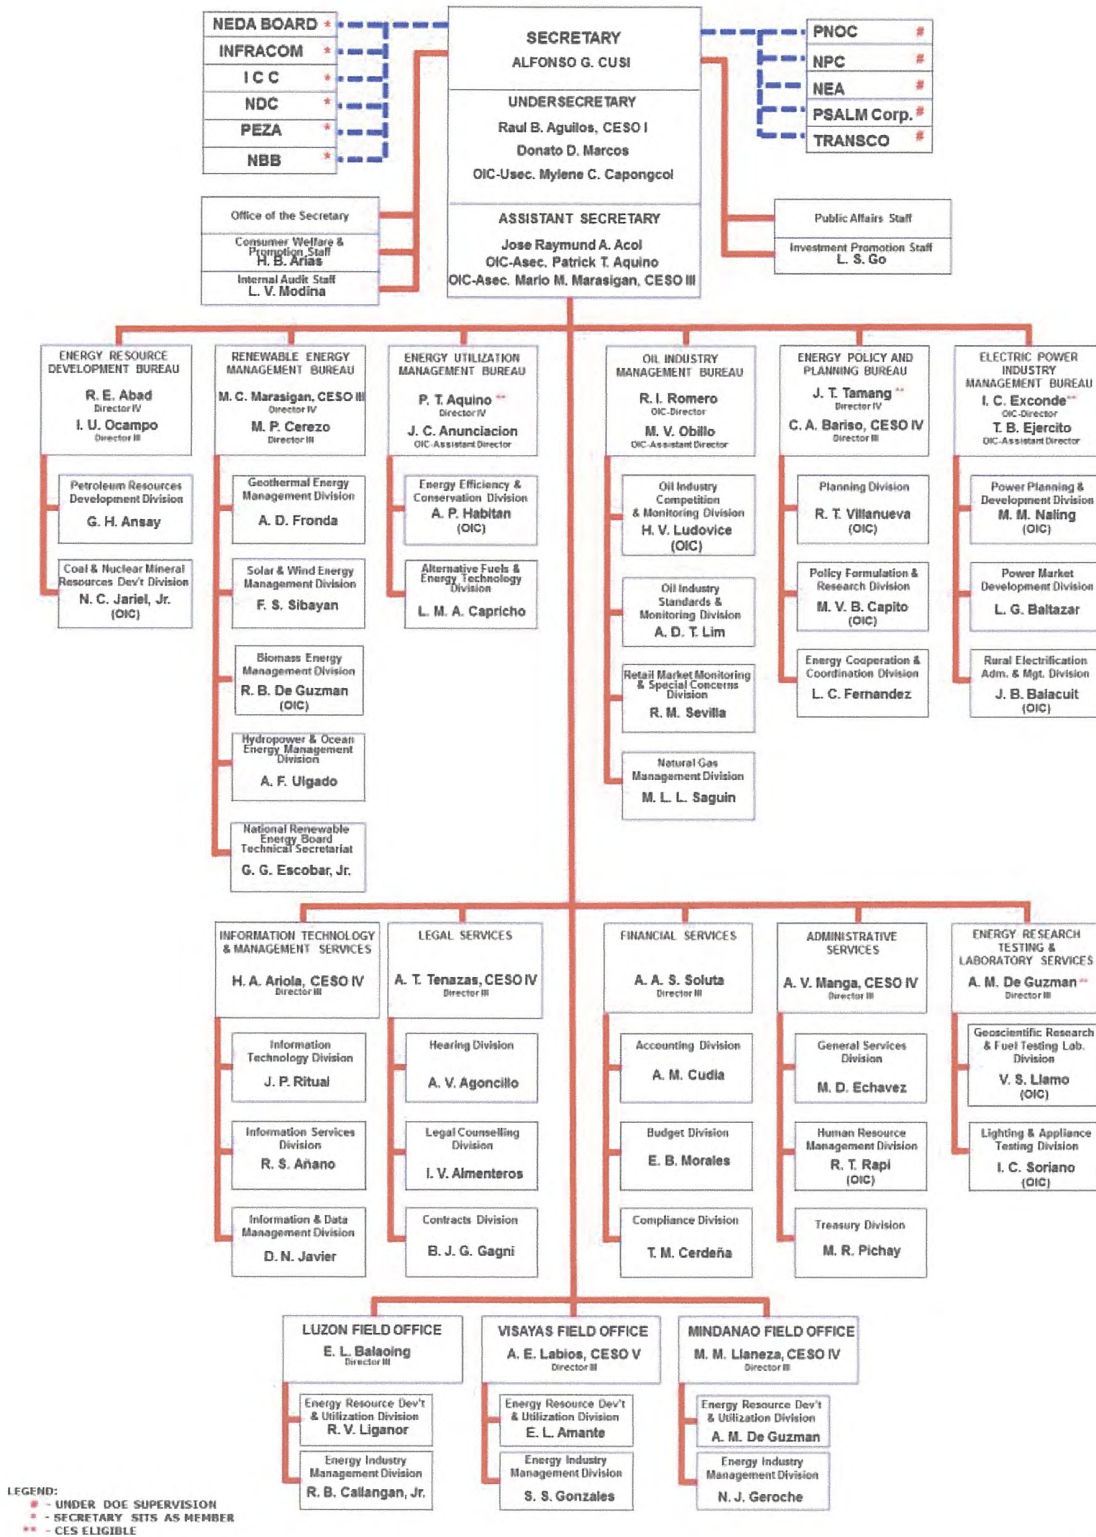 NEDA BOARD *
INFRACOM *
I C C *
NDC *
PEZA *
NBB *
SECRETARY
ALFONSO G. CUSI
UNDERSECRETARY
Raul B. Aguilos, CESO I
Donato D. Marcos
OIC-Usec. Mylene C. Capongcol
ASSISTANT SECRETARY
Jose Raymund A. Acol
OIC-Asec. Patrick T. Aquino
OIC-Asec. Mario M. Marasigan, CESO III
PNOC #
NPC #
NEA #
PSALM Corp. #
TRANSCO #
Office of the Secretary
Consumer Welfare &
Promotion Staff
H. B. Arias
Internal Audit Staff
L. V. Modina
Public Affairs Staff
Investment Promotion Staff
L. S. Go
ENERGY RESOURCE
DEVELOPMENT BUREAU
R. E. Abad
Director IV
I. U. Ocampo
Director III
Petroleum Resources
Development Division
G. H. Ansay
Coal & Nuclear Mineral
Resources Dev't Division
N. C. Jariel, Jr.
(OIC)
RENEWABLE ENERGY
MANAGEMENT BUREAU
M. C. Marasigan, CESO III
Director IV
M. P. Cerezo
Director III
Geothermal Energy
Management Division
A. D. Fronda
Solar & Wind Energy
Management Division
F. S. Sibayan
Biomass Energy
Management Division
R. B. De Guzman
(OIC)
Hydropower & Ocean
Energy Management
Division
A. F. Ulgado
National Renewable
Energy Board
Technical Secretariat
G. G. Escobar, Jr.
ENERGY UTILIZATION
MANAGEMENT BUREAU
P. T. Aquino **
Director IV
J. C. Anunciacion
OIC-Assistant Director
Energy Efficiency &
Conservation Division
A. P. Habitan
(OIC)
Alternative Fuels &
Energy Technology
Division
L. M. A. Capricho
OIL INDUSTRY
MANAGEMENT BUREAU
R. I. Romero
OIC-Director
M. V. Obillo
OIC-Assistant Director
Oil Industry
Competition
& Monitoring Division
H. V. Ludovice
(OIC)
Oil Industry
Standards &
Monitoring Division
A. D. T. Lim
Retail Market Monitoring
& Special Concerns
Division
R. M. Sevilla
Natural Gas
Management Division
M. L. L. Saguin
ENERGY POLICY AND
PLANNING BUREAU
J. T. Tamang **
Director IV
C. A. Bariso, CESO IV
Director III
Planning Division
R. T. Villanueva
(OIC)
Policy Formulation &
Research Division
M. V. B. Capito
(OIC)
Energy Cooperation &
Coordination Division
L. C. Fernandez
ELECTRIC POWER
INDUSTRY
MANAGEMENT BUREAU
I. C. Exconde **
OIC-Director
T. B. Ejercito
OIC-Assistant Director
Power Planning &
Development Division
M. M. Naling
(OIC)
Power Market
Development Division
L. G. Baltazar
Rural Electrification
Adm. & Mgt. Division
J. B. Balacuit
(OIC)
INFORMATION TECHNOLOGY
& MANAGEMENT SERVICES
H. A. Ariola, CESO IV
Director III
Information
Technology Division
J. P. Ritual
Information Services
Division
R. S. Añano
Information & Data
Management Division
D. N. Javier
LEGAL SERVICES
A. T. Tenazas, CESO IV
Director III
Hearing Division
A. V. Agoncillo
Legal Counselling
Division
I. V. Almenteros
Contracts Division
B. J. G. Gagni
FINANCIAL SERVICES
A. A. S. Soluta
Director III
Accounting Division
A. M. Cudia
Budget Division
E. B. Morales
Compliance Division
T. M. Cerdeña
ADMINISTRATIVE
SERVICES
A. V. Manga, CESO IV
Director III
General Services
Division
M. D. Echavez
Human Resource
Management Division
R. T. Rapi
(OIC)
Treasury Division
M. R. Pichay
ENERGY RESEARCH
TESTING &
LABORATORY SERVICES
A. M. De Guzman **
Director III
Geoscientific Research
& Fuel Testing Lab.
Division
V. S. Llamo
(OIC)
Lighting & Appliance
Testing Division
I. C. Soriano
(OIC)
LUZON FIELD OFFICE
E. L. Balaoing
Director III
Energy Resource Dev't
& Utilization Division
R. V. Liganor
Energy Industry
Management Division
R. B. Callangan, Jr.
VISAYAS FIELD OFFICE
A. E. Labios, CESO V
Director III
Energy Resource Dev't
& Utilization Division
E. L. Amante
Energy Industry
Management Division
S. S. Gonzales
MINDANAO FIELD OFFICE
M. M. Llaneza, CESO IV
Director III
Energy Resource Dev't
& Utilization Division
A. M. De Guzman
Energy Industry
Management Division
N. J. Geroche
LEGEND:
# - UNDER DOE SUPERVISION
* - SECRETARY SITS AS MEMBER
** - CES ELIGIBLE